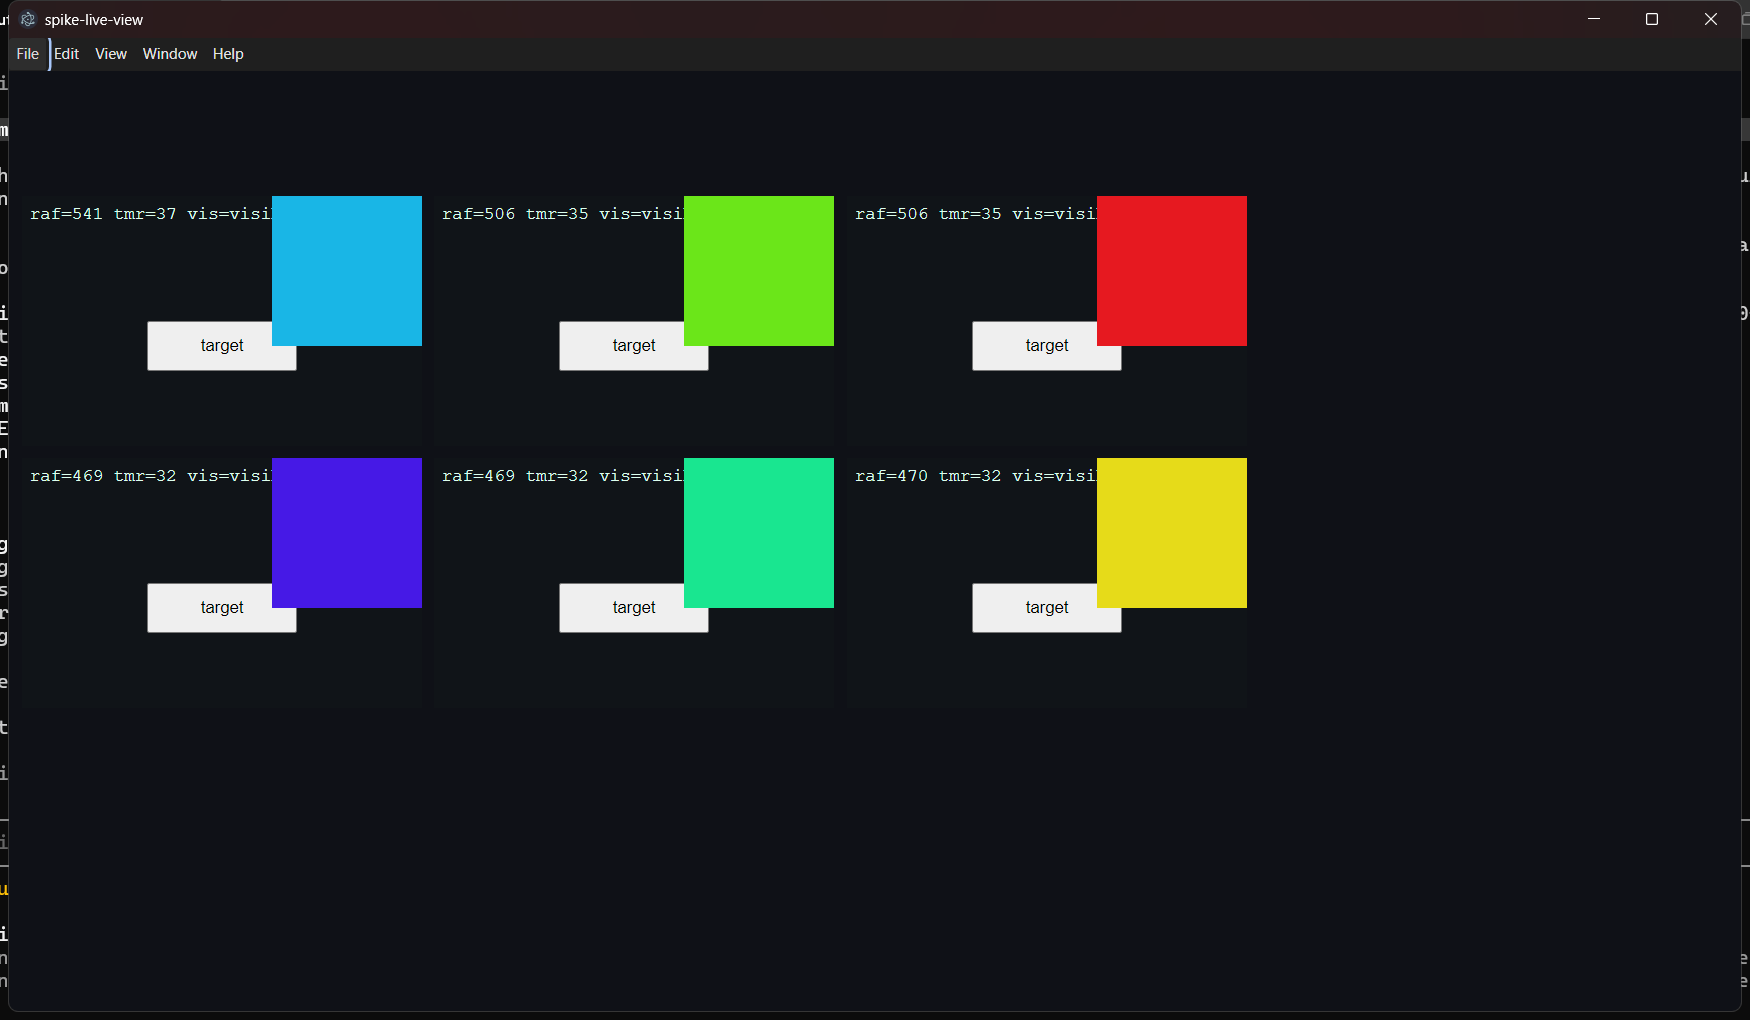 spike-live-view
File Edit View Window Help
raf=541 tmr=37 vis=visi
raf=506 tmr=35 vis=visi
raf=506 tmr=35 vis=visi
target
target
target
raf=469 tmr=32 vis=visi
raf=469 tmr=32 vis=visi
raf=470 tmr=32 vis=visi
target
target
target